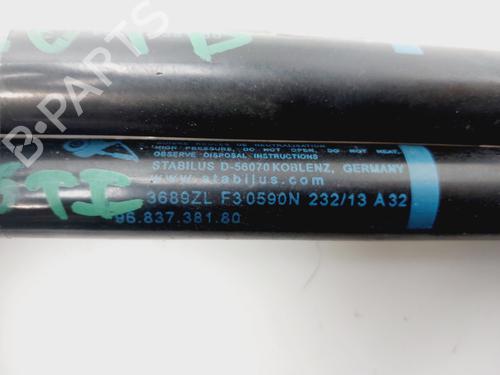 HIGH PRESSURE, DO NOT OPEN, DO NOT HEAT.
OBSERVE DISPOSAL INSTRUCTIONS
STABILUS D-56070 KOBLENZ, GERMANY
www.stabilus.com
3689ZL F30590N 232/13 A32
96.837.381.80
STI
B-PARTS